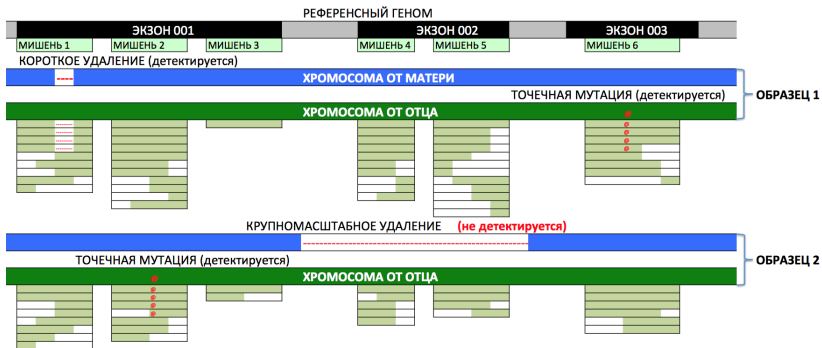 РЕФЕРЕНСНЫЙ ГЕНОМ
ЭКЗОН 001 ЭКЗОН 002 ЭКЗОН 003
МИШЕНЬ 1 МИШЕНЬ 2 МИШЕНЬ 3 МИШЕНЬ 4 МИШЕНЬ 5 МИШЕНЬ 6
КОРОТКОЕ УДАЛЕНИЕ (детектируется)
ХРОМОСОМА ОТ МАТЕРИ
ТОЧЕЧНАЯ МУТАЦИЯ (детектируется)
ОБРАЗЕЦ 1
ХРОМОСОМА ОТ ОТЦА
КРУПНОМАСШТАБНОЕ УДАЛЕНИЕ (не детектируется)
ТОЧЕЧНАЯ МУТАЦИЯ (детектируется)
ОБРАЗЕЦ 2
ХРОМОСОМА ОТ ОТЦА